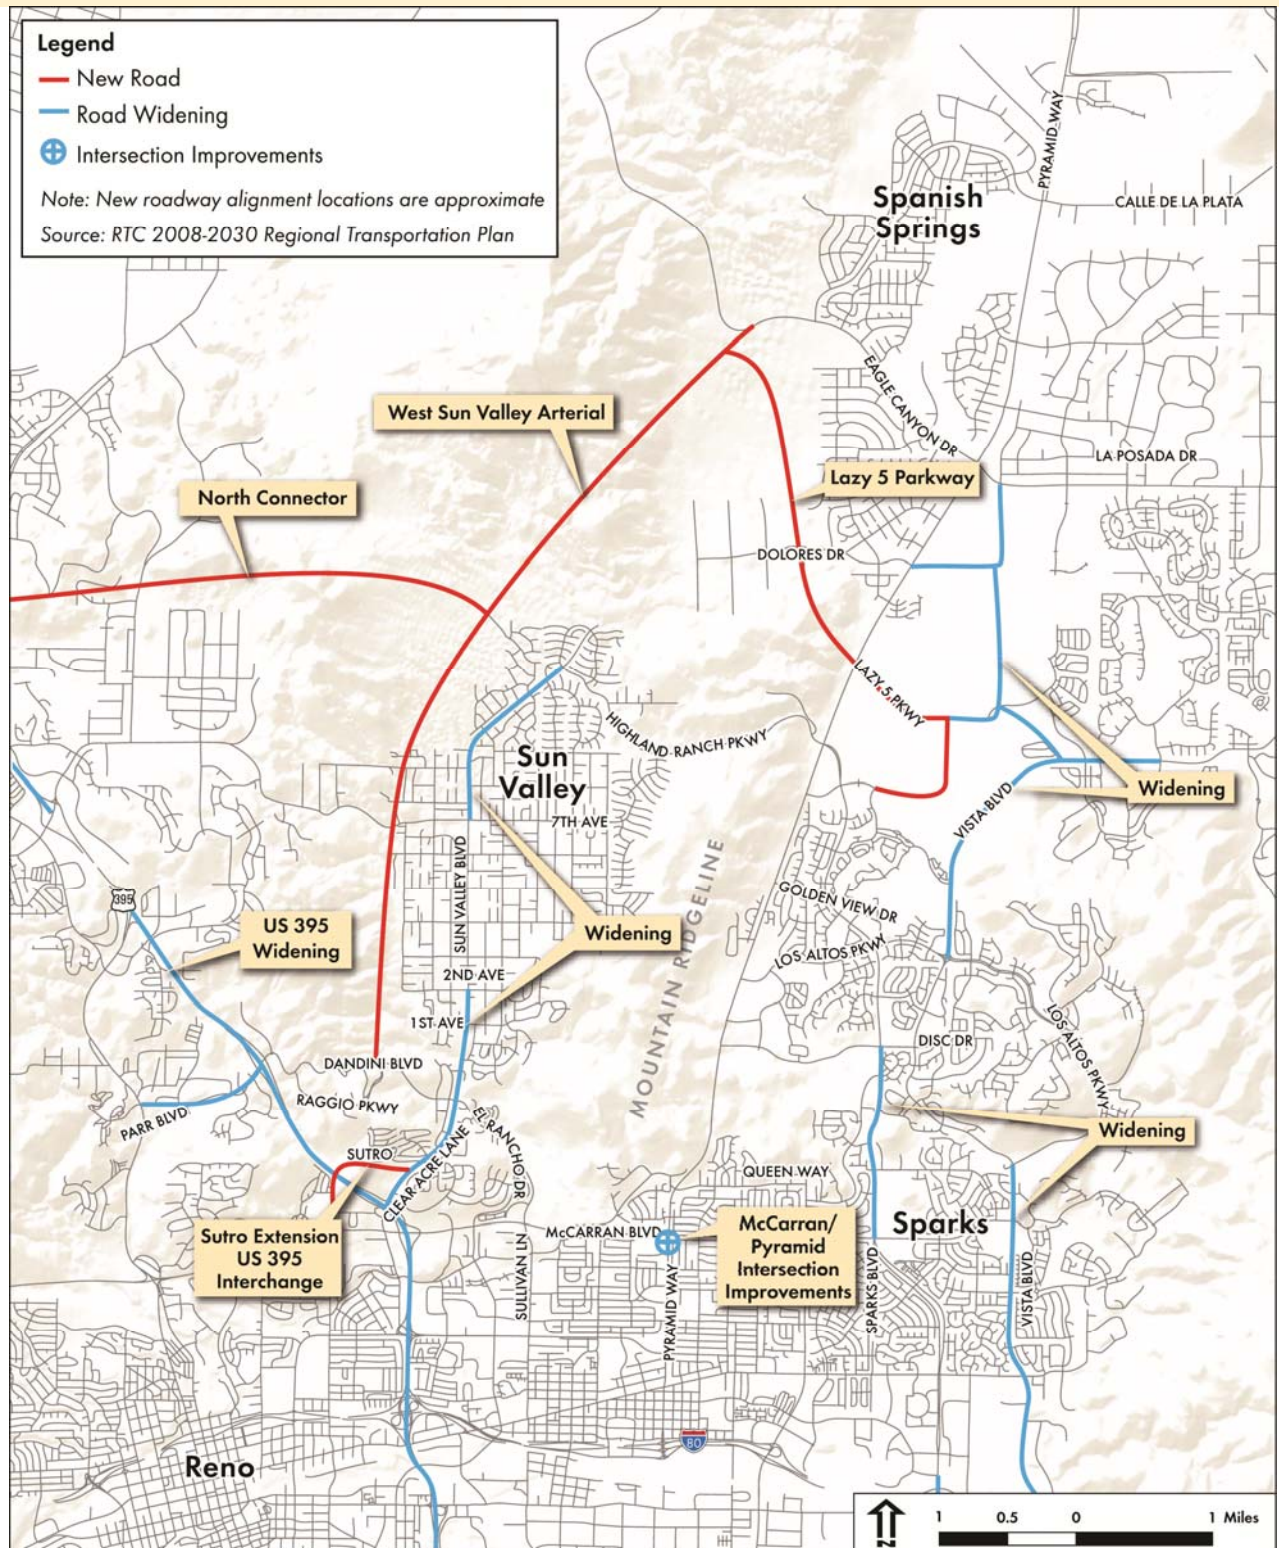 Legend
New Road
Road Widening
Intersection Improvements
Note: New roadway alignment locations are approximate
Source: RTC 2008-2030 Regional Transportation Plan
PYRAMID WAY
Spanish
Springs
CALLE DE LA PLATA
EAGLE CANYON DR
West Sun Valley Arterial
LA POSADA DR
Lazy 5 Parkway
North Connector
DOLORES DR
LAZY 5 PKWY
HIGHLAND RANCH PKWY
Sun
Valley
Widening
VISTA BLVD
7TH AVE
SUN VALLEY BLVD
MOUNTAIN RIDGELINE
GOLDEN VIEW DR
395
US 395
Widening
Widening
LOS ALTOS PKWY
2ND AVE
1ST AVE
LOS ALTOS PKWY
DISC DR
DANDINI BLVD
RAGGIO PKWY
PARR BLVD
EL RANCHO DR
Widening
SUTRO
CLEAR ACRE LANE
QUEEN WAY
Sutro Extension
US 395
Interchange
McCARRAN BLVD
McCarran/
Pyramid
Intersection
Improvements
Sparks
SULLIVAN LN
PYRAMID WAY
SPARKS BLVD
VISTA BLVD
80
Reno
N
1 0.5 0 1 Miles